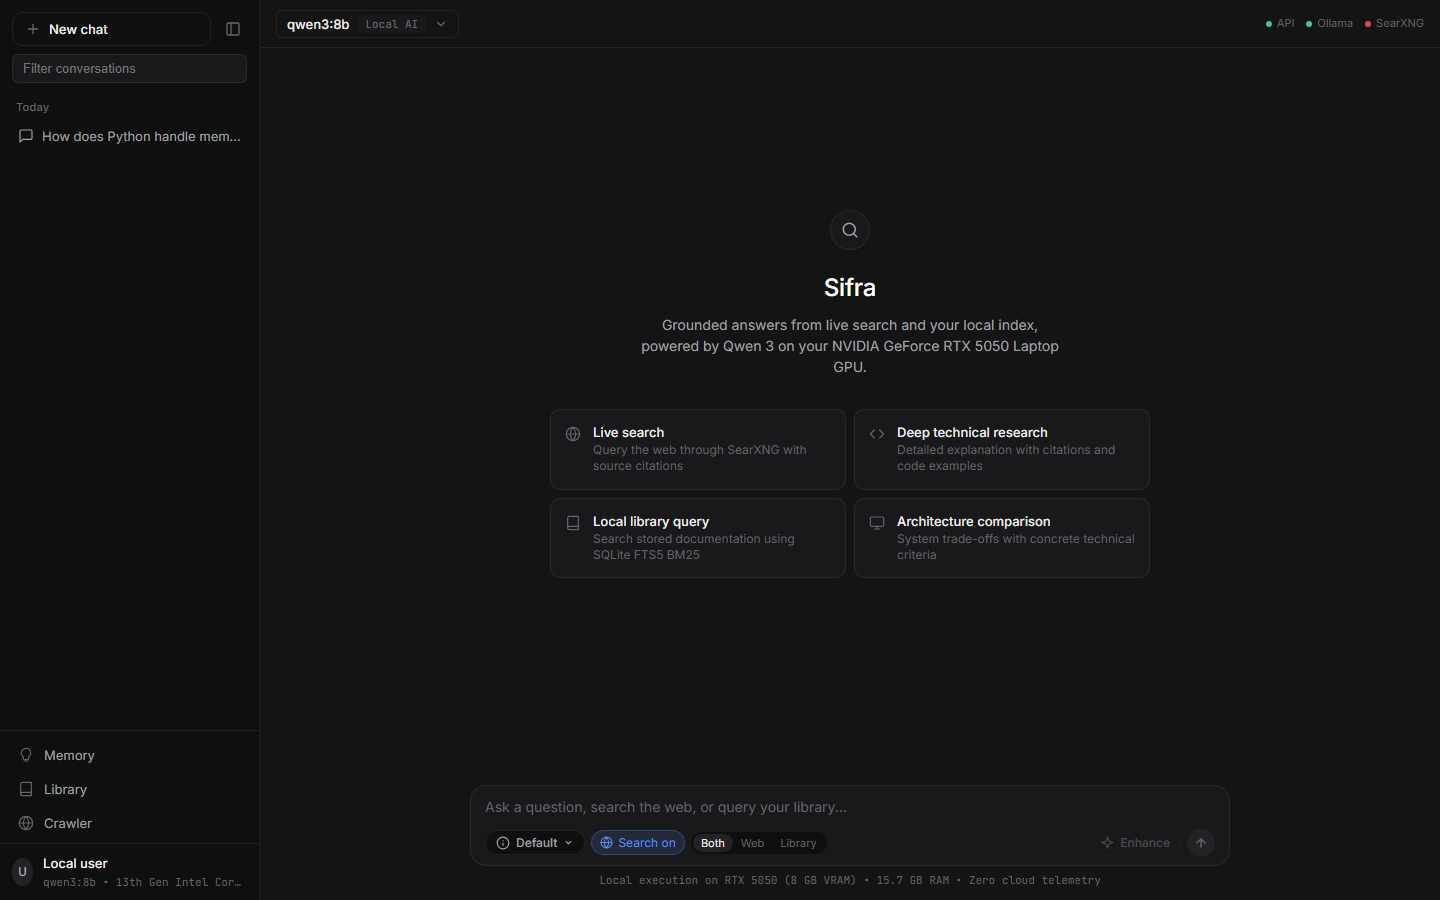 New chat
Filter conversations
Today
How does Python handle mem...
Memory
Library
Crawler
U
Local user
qwen3:8b • 13th Gen Intel Cor...
qwen3:8b Local AI
API Ollama SearXNG
Sifra
Grounded answers from live search and your local index,
powered by Qwen 3 on your NVIDIA GeForce RTX 5050 Laptop
GPU.
Live search
Query the web through SearXNG with
source citations
Deep technical research
Detailed explanation with citations and
code examples
Local library query
Search stored documentation using
SQLite FTS5 BM25
Architecture comparison
System trade-offs with concrete technical
criteria
Ask a question, search the web, or query your library...
Default Search on Both Web Library Enhance
Local execution on RTX 5050 (8 GB VRAM) • 15.7 GB RAM • Zero cloud telemetry